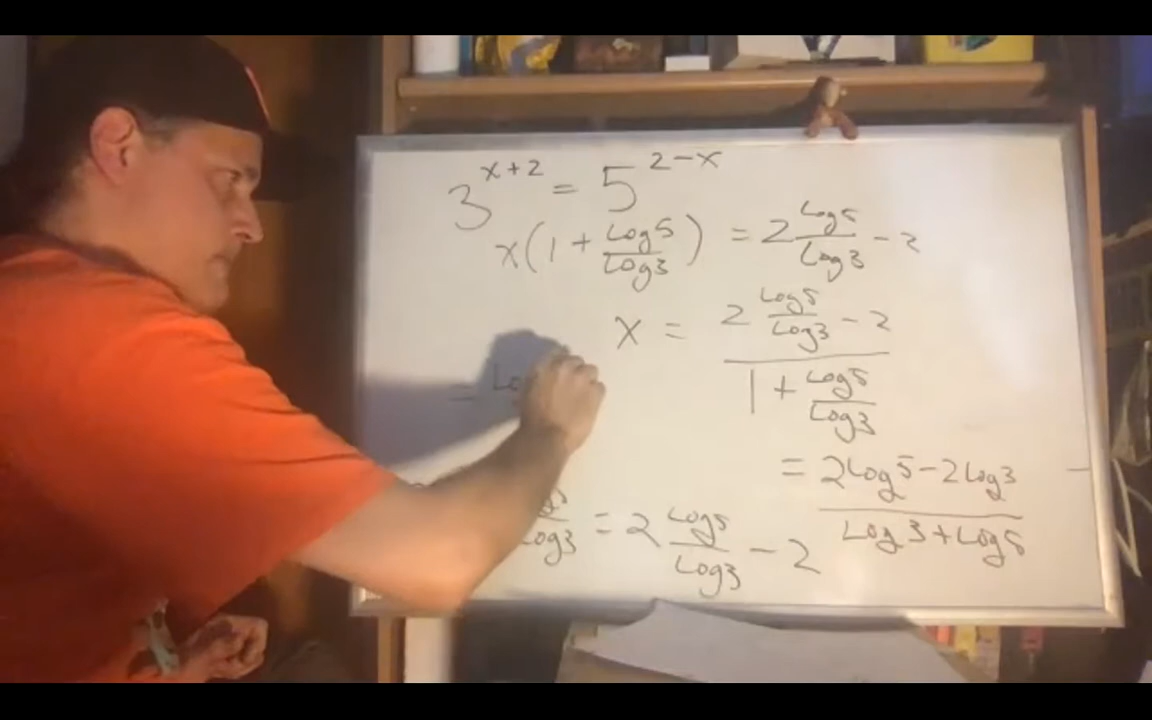 3^{x+2} = 5^{2-x}
x(1 + Log5/Log3) = 2 Log5/Log3 - 2
x = (2 Log5/Log3 - 2)/(1 + Log5/Log3)
= (2Log5 - 2Log3)/(Log3 + Log5)
= Lo
Log3 = 2 Log5/Log3 - 2